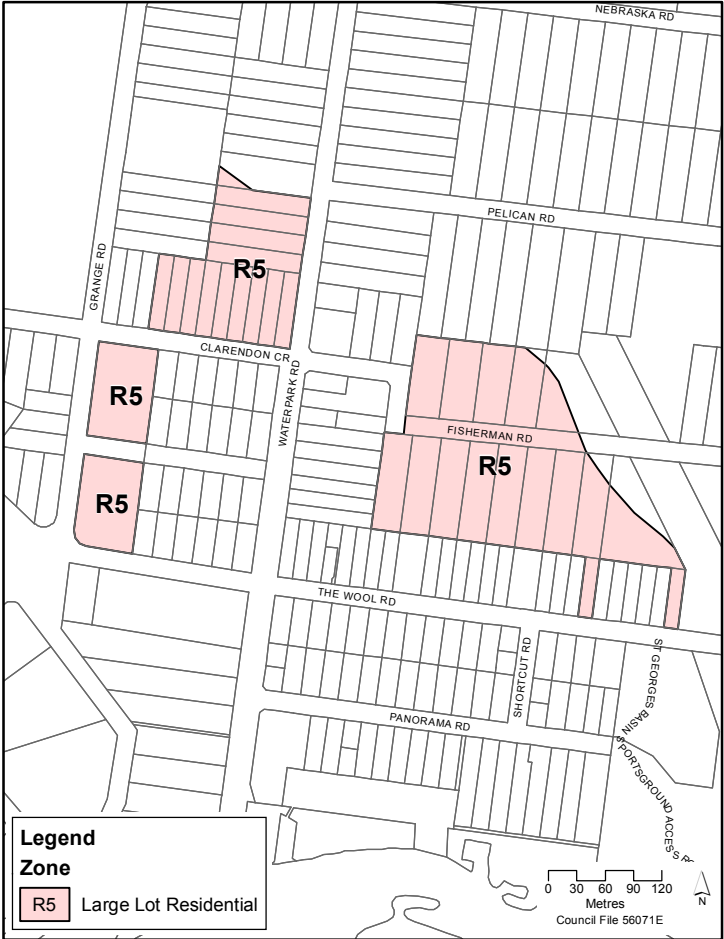 NEBRASKA RD
PELICAN RD
GRANGE RD
R5
CLARENDON CR
WATERPARK RD
R5
FISHERMAN RD
R5
R5
THE WOOL RD
SHORTCUT RD
ST GEORGES BASIN
SPORTSGROUND ACCESS RD
PANORAMA RD
Legend
Zone
R5 Large Lot Residential
0 30 60 90 120
Metres
Council File 56071E
N